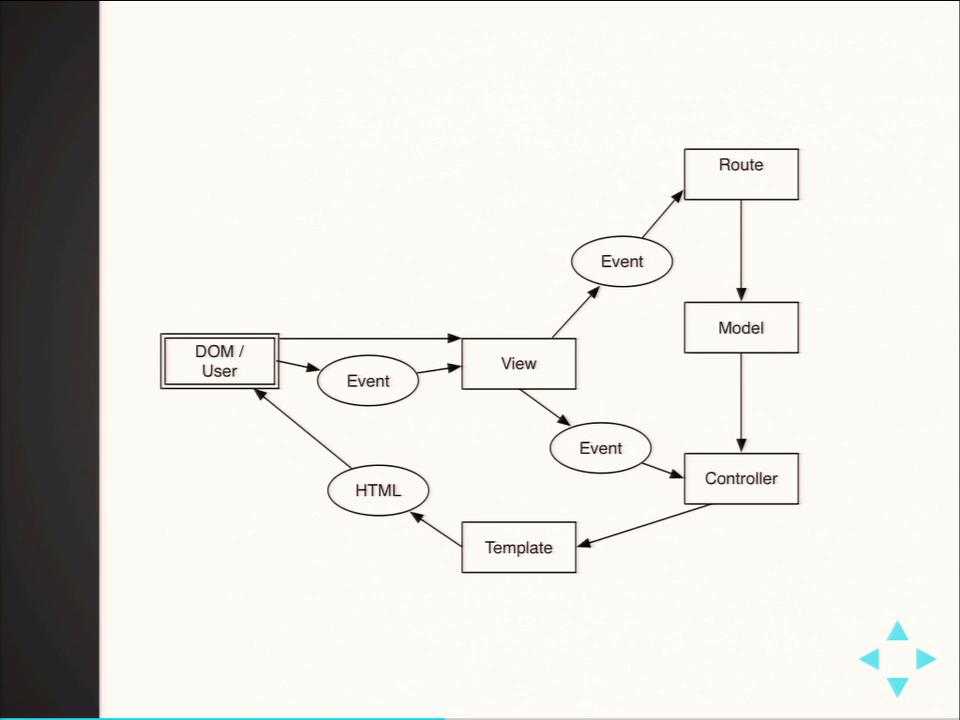 Route
Event
Model
DOM /
User
View
Event
Event
Controller
HTML
Template